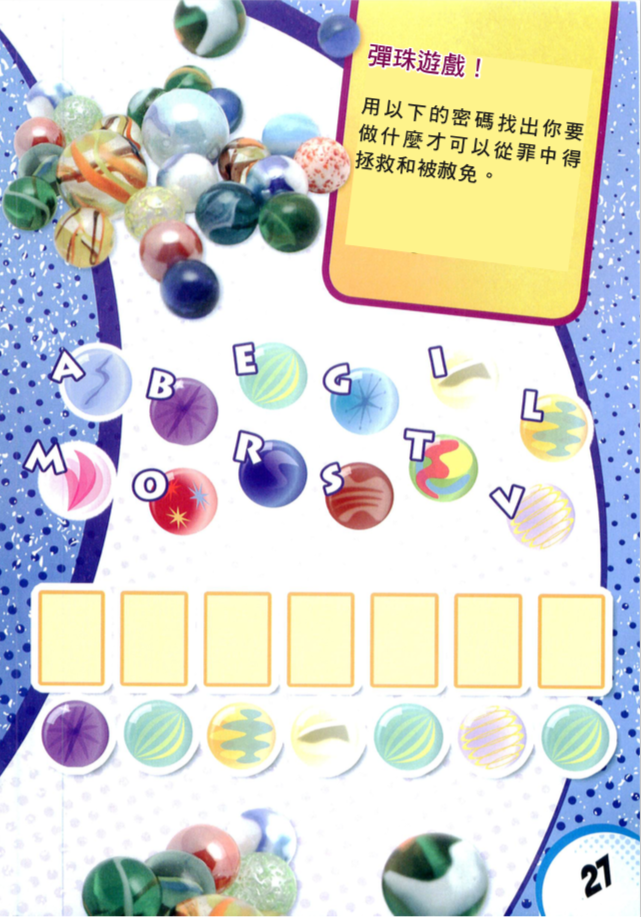 彈珠遊戲！
用以下的密碼找出你要
做什麼才可以從罪中得
拯救和被赦免。
A B E G I L
M O R S T V
27